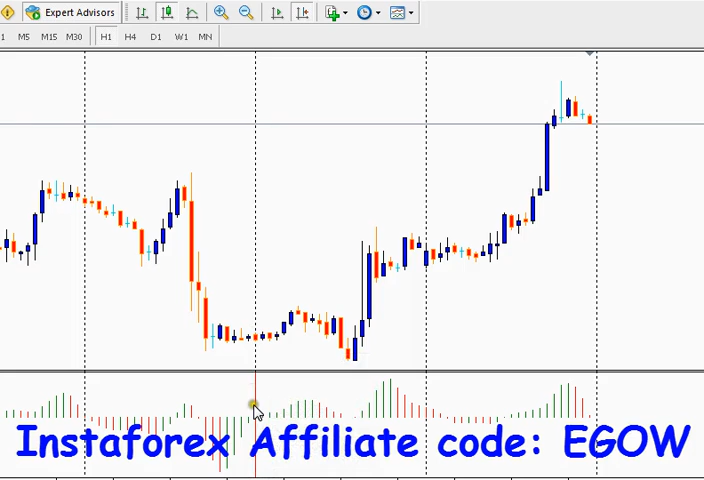 Expert Advisors
M5 M15 M30 H1 H4 D1 W1 MN
Instaforex Affiliate code: EGOW